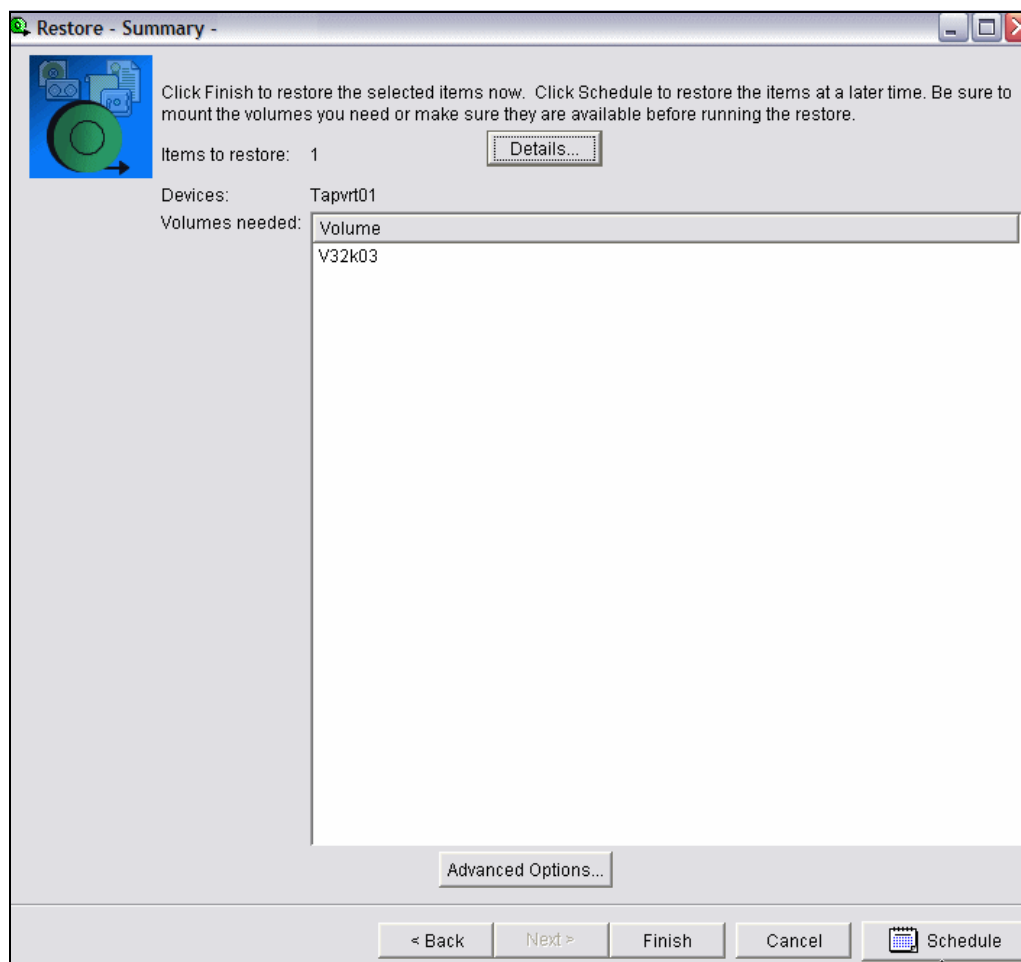 Restore - Summary -
Click Finish to restore the selected items now. Click Schedule to restore the items at a later time. Be sure to
mount the volumes you need or make sure they are available before running the restore.
Items to restore: 1
Details...
Devices: Tapvrt01
Volumes needed:
Volume
V32k03
Advanced Options...
< Back Next > Finish Cancel Schedule